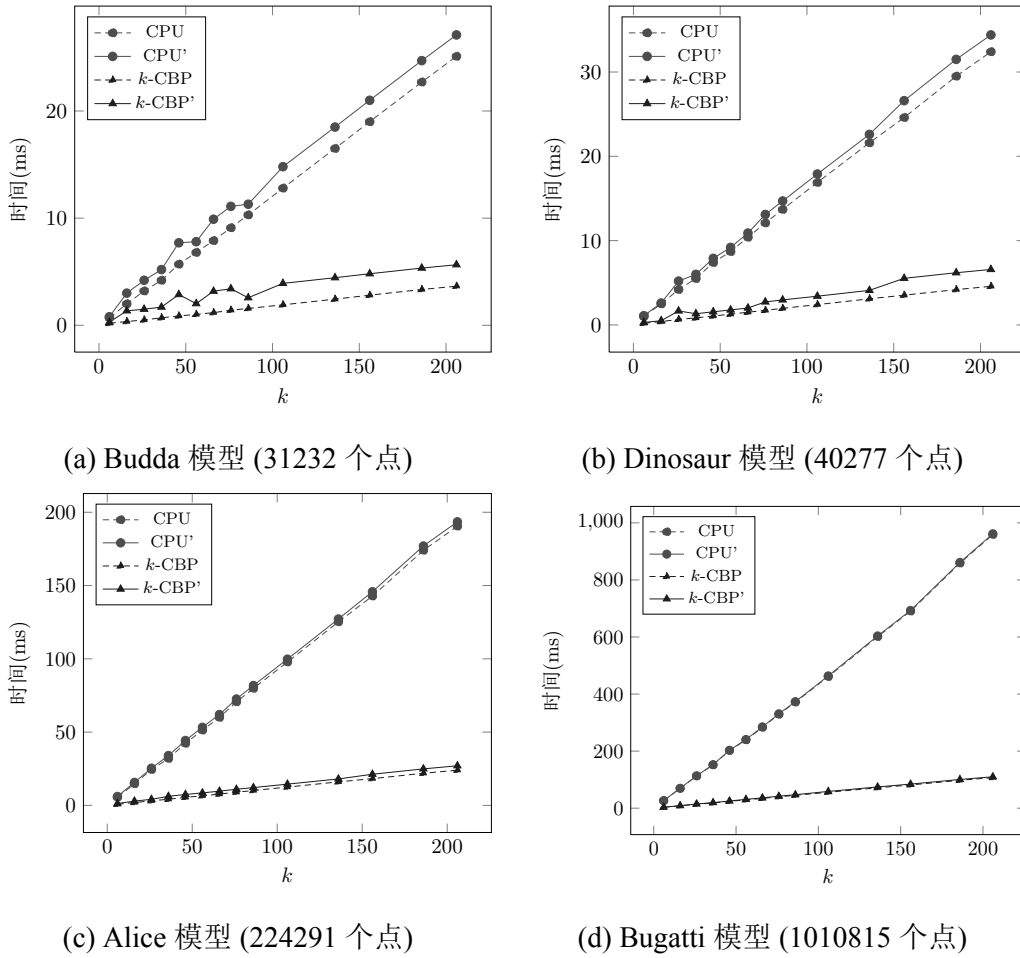 CPU
CPU'
k-CBP
k-CBP'
20
10
0
时间(ms)
0 50 100 150 200
k
(a) Budda 模型 (31232 个点)
CPU
CPU'
k-CBP
k-CBP'
30
20
10
0
时间(ms)
0 50 100 150 200
k
(b) Dinosaur 模型 (40277 个点)
CPU
CPU'
k-CBP
k-CBP'
200
150
100
50
0
时间(ms)
0 50 100 150 200
k
(c) Alice 模型 (224291 个点)
CPU
CPU'
k-CBP
k-CBP'
1,000
800
600
400
200
0
时间(ms)
0 50 100 150 200
k
(d) Bugatti 模型 (1010815 个点)